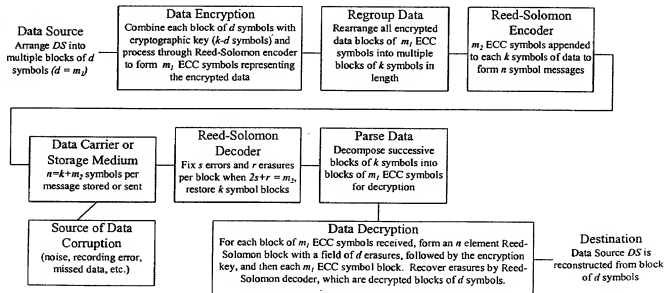 Data Source
Arrange DS into
multiple blocks of d
symbols (d = m₁)
Data Encryption
Combine each block of d symbols with
cryptographic key (k-d symbols) and
process through Reed-Solomon encoder
to form m₁ ECC symbols representing
the encrypted data
Regroup Data
Rearrange all encrypted
data blocks of m₁ ECC
symbols into multiple
blocks of k symbols in
length
Reed-Solomon
Encoder
m₂ ECC symbols appended
to each k symbols of data to
form n symbol messages
Data Carrier or
Storage Medium
n=k+m₂ symbols per
message stored or sent
Reed-Solomon
Decoder
Fix s errors and r erasures
per block when 2s+r = m₂,
restore k symbol blocks
Parse Data
Decompose successive
blocks of k symbols into
blocks of m₁ ECC symbols
for decryption
Source of Data
Corruption
(noise, recording error,
missed data, etc.)
Data Decryption
For each block of m₁ ECC symbols received, form an n element Reed-
Solomon block with a field of d erasures, followed by the encryption
key, and then each m₁ ECC symbol block. Recover erasures by Reed-
Solomon decoder, which are decrypted blocks of d symbols.
Destination
Data Source DS is
reconstructed from block
of d symbols